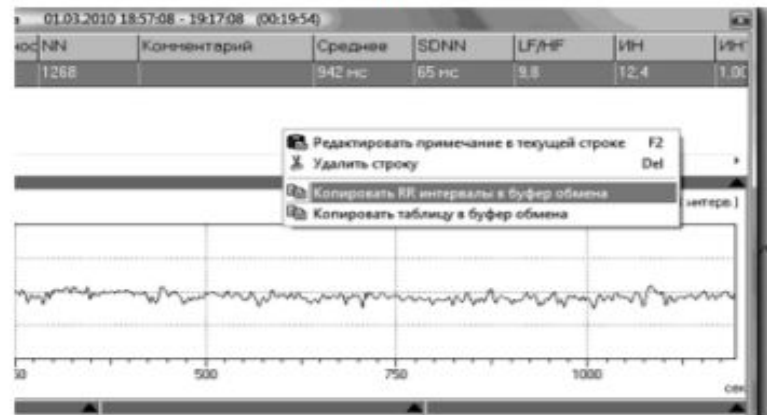 01.03.2010 18:57:08 - 19:17:08 (00:19:54)
NN Комментарий Среднее SDNN LF/HF ИН
1268 942 мс 65 мс 9,8 12,4 1,00
Редактировать примечание в текущей строке F2
Удалить строку Del
Копировать RR интервалы в буфер обмена
Копировать таблицу в буфер обмена
500 750 1000
сек